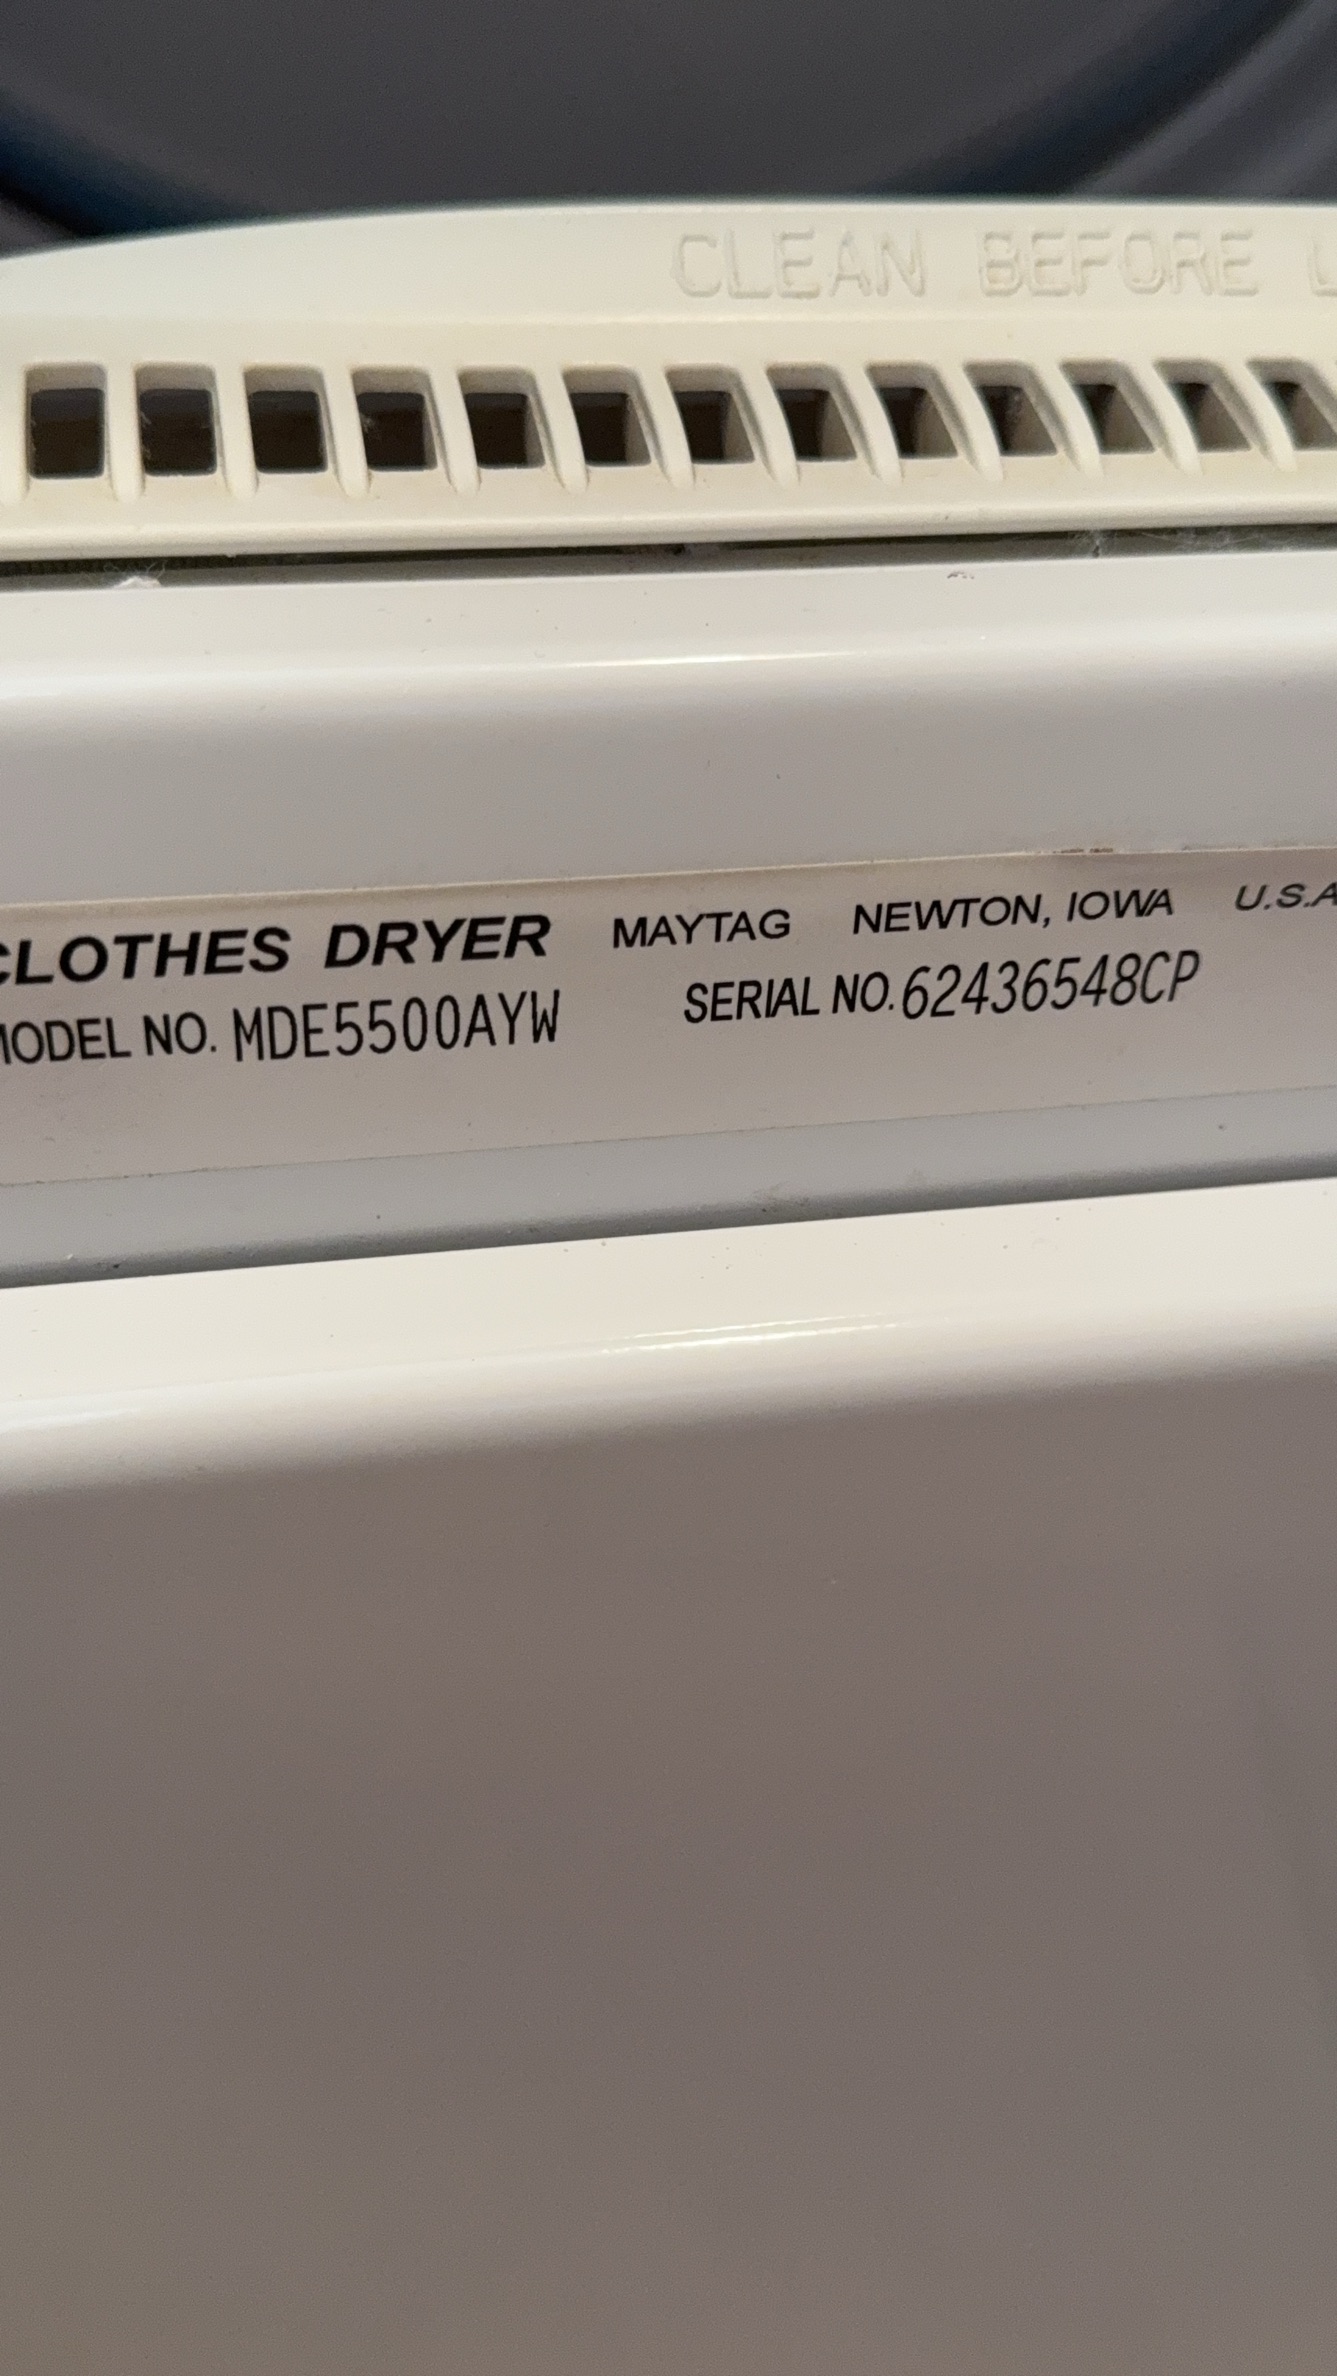 CLEAN BEFORE L
CLOTHES DRYER MAYTAG NEWTON, IOWA U.S.A
MODEL NO. MDE5500AYW SERIAL NO. 62436548CP